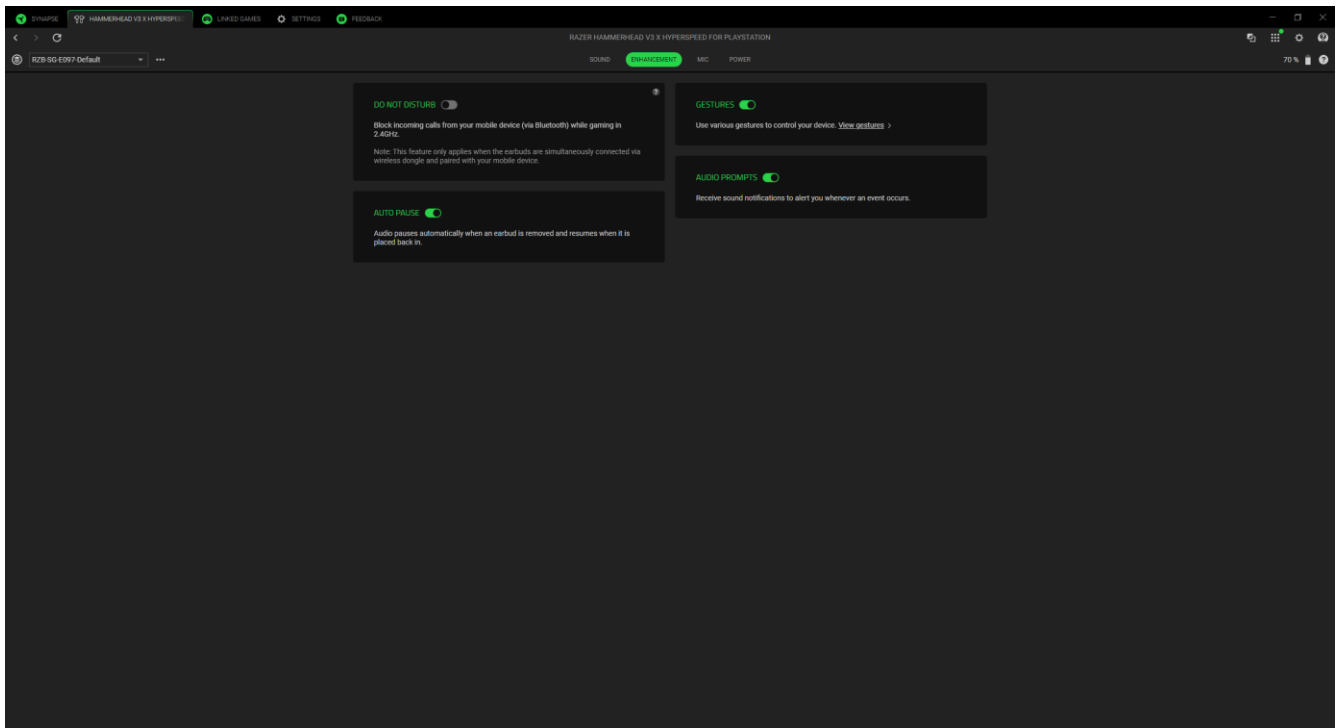 SYNAPSE
HAMMERHEAD V3 X HYPERSPEE
LINKED GAMES
SETTINGS
FEEDBACK
RAZER HAMMERHEAD V3 X HYPERSPEED FOR PLAYSTATION
RZB-SG-E097-Default
SOUND
ENHANCEMENT
MIC
POWER
70 %
DO NOT DISTURB
Block incoming calls from your mobile device (via Bluetooth) while gaming in
2.4GHz.
Note: This feature only applies when the earbuds are simultaneously connected via
wireless dongle and paired with your mobile device.
AUTO PAUSE
Audio pauses automatically when an earbud is removed and resumes when it is
placed back in.
GESTURES
Use various gestures to control your device. View gestures >
AUDIO PROMPTS
Receive sound notifications to alert you whenever an event occurs.